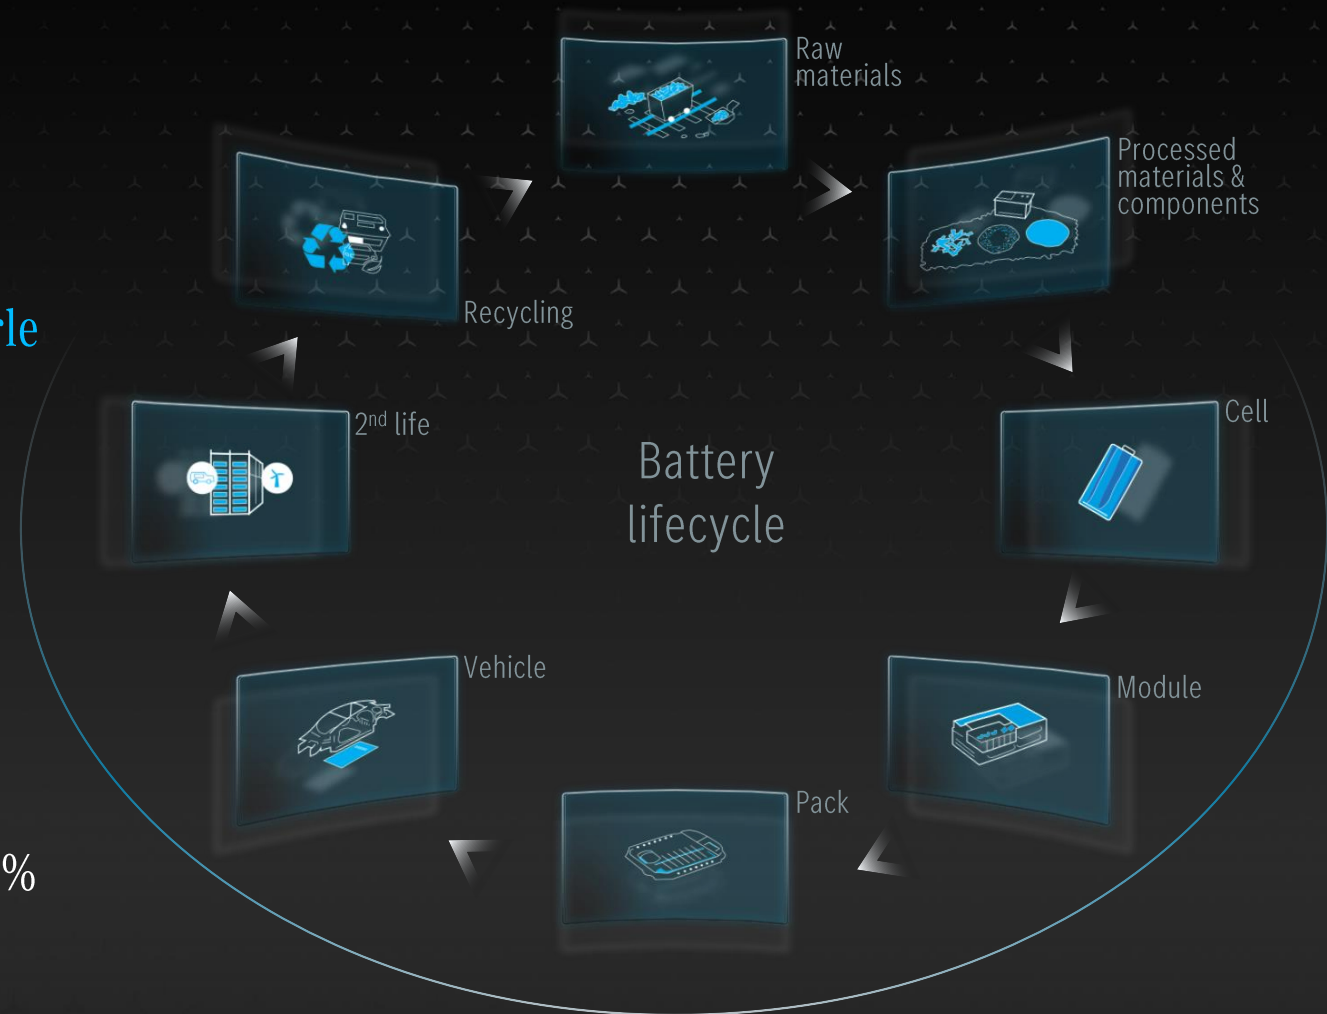 Raw
materials
Processed
materials &
components
Recycling
2nd life
Cell
Battery
lifecycle
Vehicle
Module
Pack
%